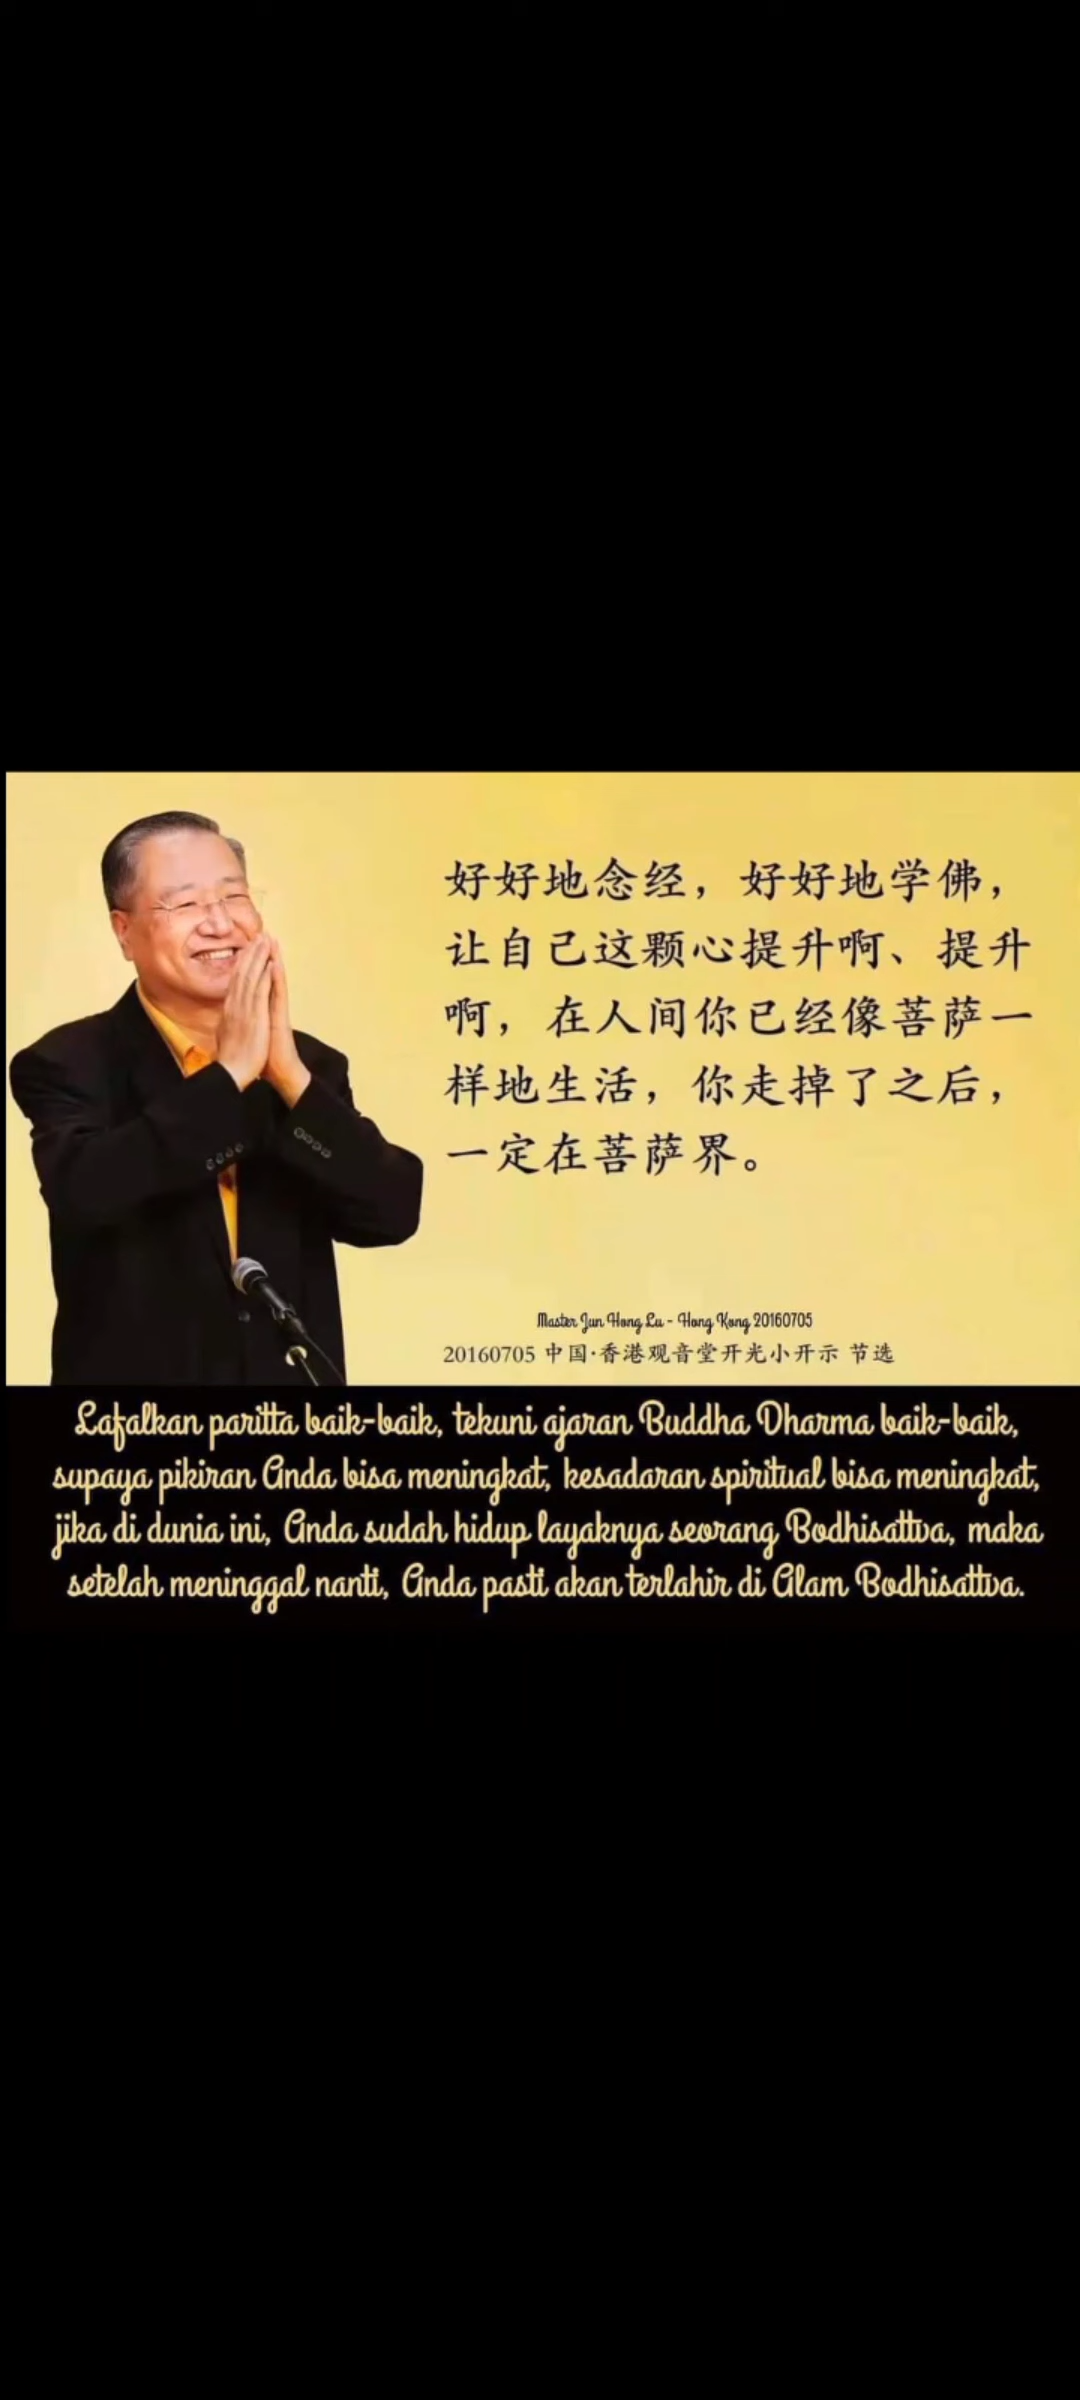 好好地念经，好好地学佛，
让自己这颗心提升啊、提升
啊，在人间你已经像菩萨一
样地生活，你走掉了之后，
一定在菩萨界。
Master Jun Hong Lu - Hong Kong 20160705
20160705 中国·香港观音堂开光小开示 节选
Lafalkan paritta baik-baik, tekuni ajaran Buddha Dharma baik-baik,
supaya pikiran Anda bisa meningkat, kesadaran spiritual bisa meningkat,
jika di dunia ini, Anda sudah hidup layaknya seorang Bodhisattva, maka
setelah meninggal nanti, Anda pasti akan terlahir di Alam Bodhisattva.